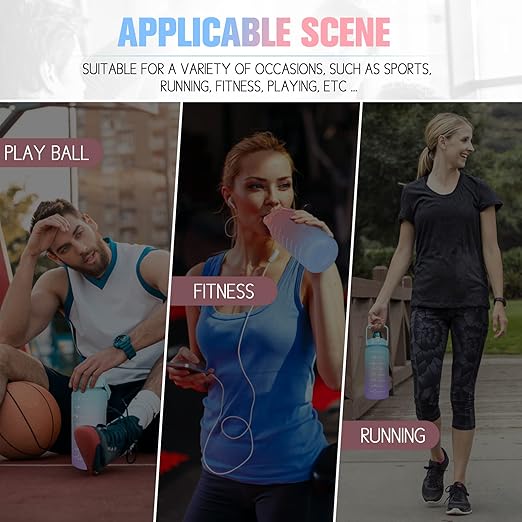 APPLICABLE SCENE
SUITABLE FOR A VARIETY OF OCCASIONS, SUCH AS SPORTS,
RUNNING, FITNESS, PLAYING, ETC ...
PLAY BALL
FITNESS
RUNNING